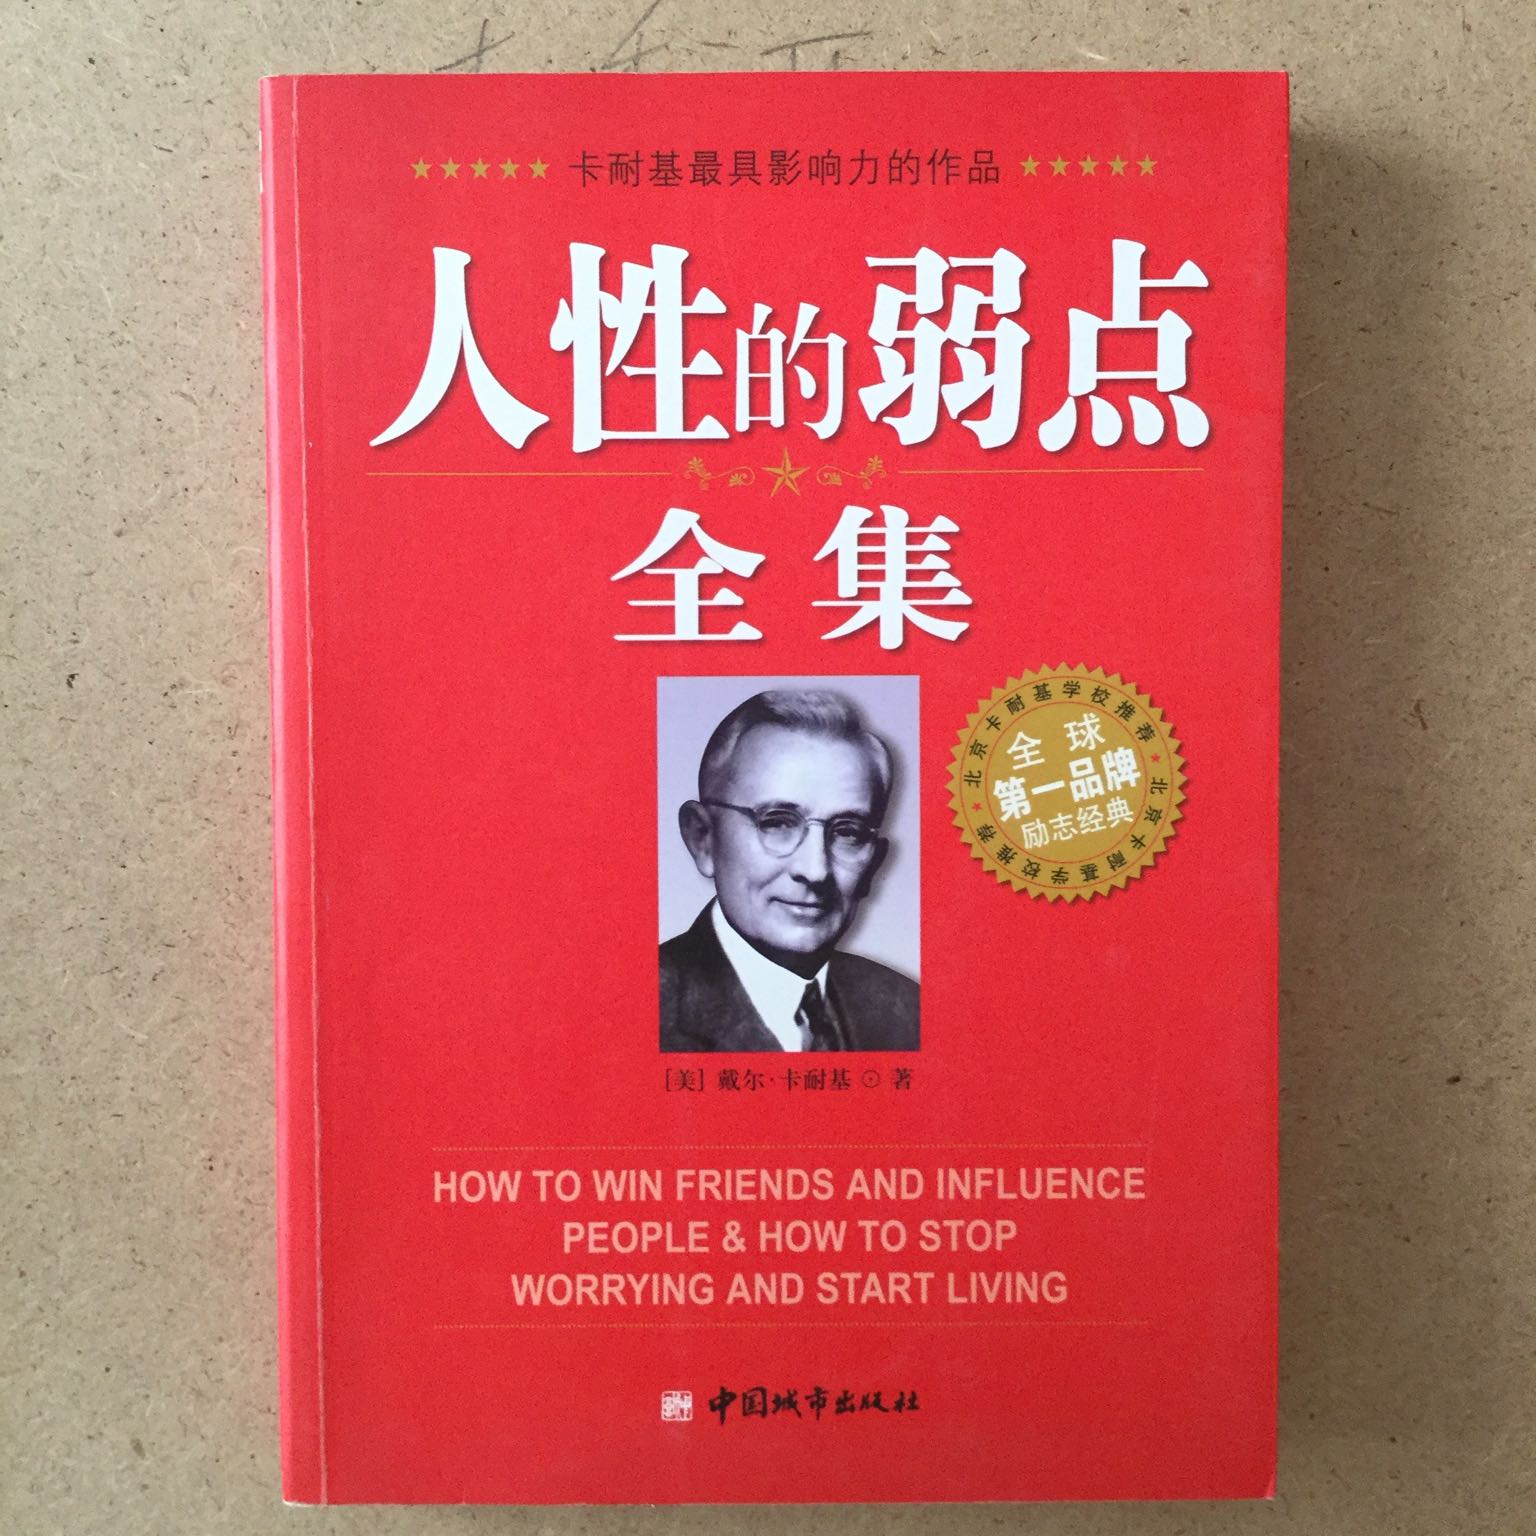 ★★★★★ 卡耐基最具影响力的作品 ★★★★★
人性的弱点
全集
北京卡耐基学校推荐★北京卡耐基学校推荐★
全球
第一品牌
励志经典
[美] 戴尔·卡耐基 ⊙ 著
HOW TO WIN FRIENDS AND INFLUENCE
PEOPLE & HOW TO STOP
WORRYING AND START LIVING
中国城市出版社